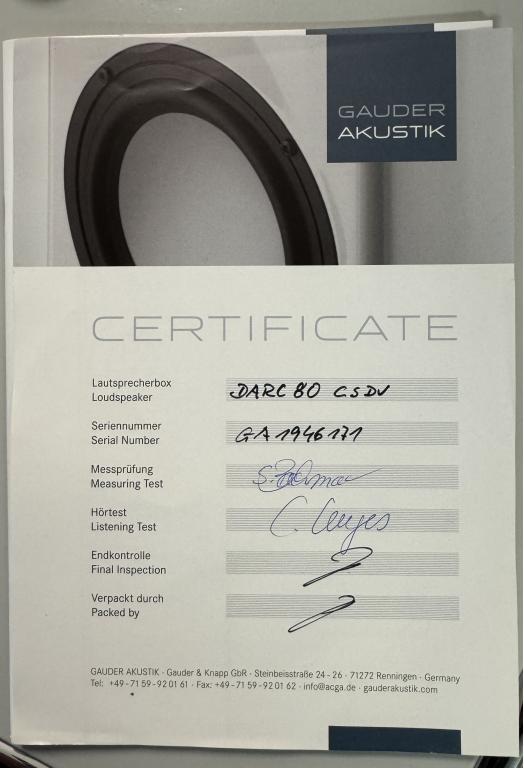 GAUDER
AKUSTIK
CERTIFICATE
Lautsprecherbox
Loudspeaker
DARC 80 CSDV
Seriennummer
Serial Number
GA1946171
Messprüfung
Measuring Test
Hörtest
Listening Test
Endkontrolle
Final Inspection
Verpackt durch
Packed by
GAUDER AKUSTIK · Gauder & Knapp GbR · Steinbeisstraße 24 - 26 · 71272 Renningen · Germany
Tel: +49 - 71 59 - 92 01 61 · Fax: +49 - 71 59 - 92 01 62 · info@acga.de · gauderakustik.com